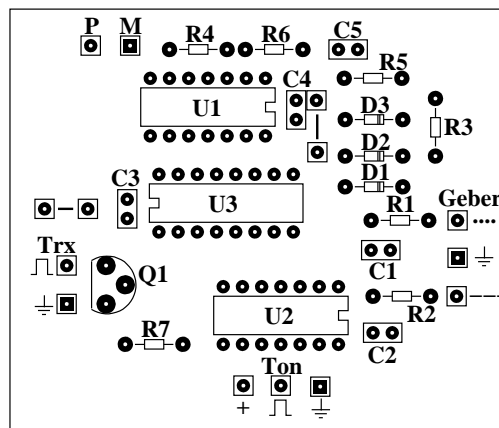 P M R4 R6 C5
R5
C4
U1 D3
R3
D2
D1
C3
U3 R1 Geber
Trx
Q1 C1
U2 R2
R7 C2
Ton
+